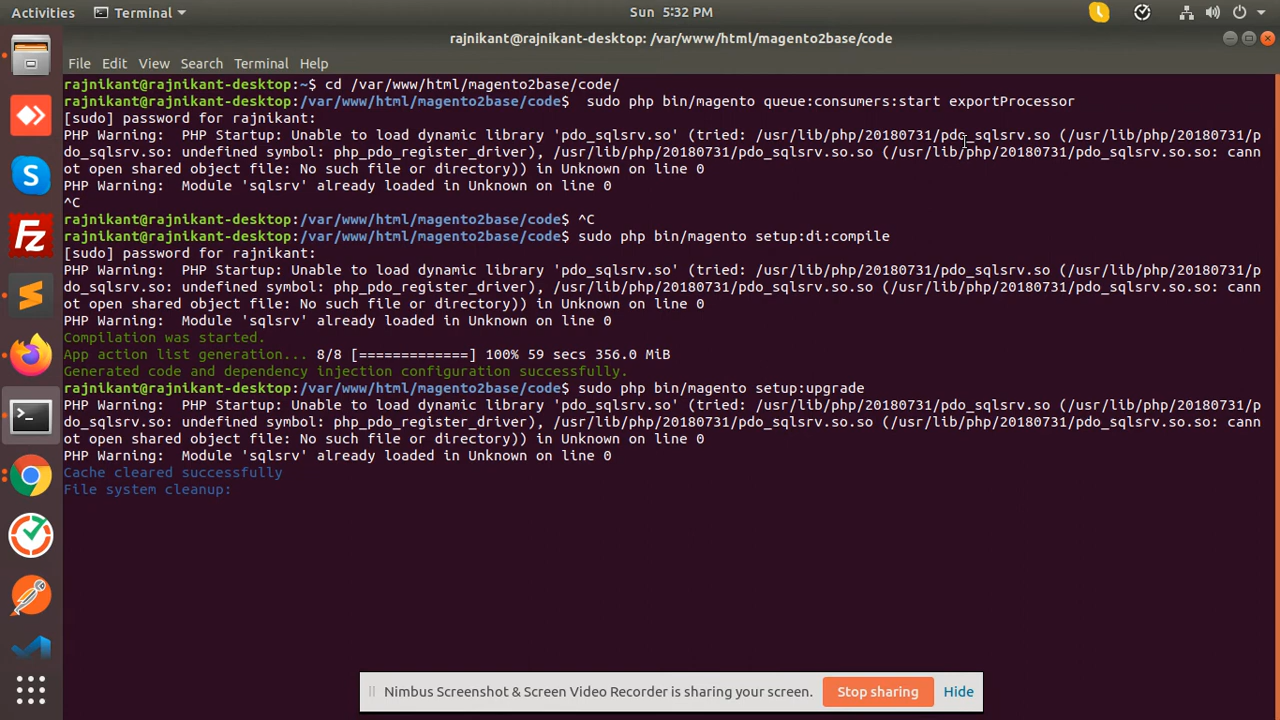 Activities
Terminal
Sun 5:32 PM
rajnikant@rajnikant-desktop: /var/www/html/magento2base/code
File Edit View Search Terminal Help
rajnikant@rajnikant-desktop:~$ cd /var/www/html/magento2base/code/
rajnikant@rajnikant-desktop:/var/www/html/magento2base/code$  sudo php bin/magento queue:consumers:start exportProcessor
[sudo] password for rajnikant:
PHP Warning:  PHP Startup: Unable to load dynamic library 'pdo_sqlsrv.so' (tried: /usr/lib/php/20180731/pdo_sqlsrv.so (/usr/lib/php/20180731/p
do_sqlsrv.so: undefined symbol: php_pdo_register_driver), /usr/lib/php/20180731/pdo_sqlsrv.so.so (/usr/lib/php/20180731/pdo_sqlsrv.so.so: cann
ot open shared object file: No such file or directory)) in Unknown on line 0
PHP Warning:  Module 'sqlsrv' already loaded in Unknown on line 0
^C
rajnikant@rajnikant-desktop:/var/www/html/magento2base/code$ ^C
rajnikant@rajnikant-desktop:/var/www/html/magento2base/code$ sudo php bin/magento setup:di:compile
[sudo] password for rajnikant:
PHP Warning:  PHP Startup: Unable to load dynamic library 'pdo_sqlsrv.so' (tried: /usr/lib/php/20180731/pdo_sqlsrv.so (/usr/lib/php/20180731/p
do_sqlsrv.so: undefined symbol: php_pdo_register_driver), /usr/lib/php/20180731/pdo_sqlsrv.so.so (/usr/lib/php/20180731/pdo_sqlsrv.so.so: cann
ot open shared object file: No such file or directory)) in Unknown on line 0
PHP Warning:  Module 'sqlsrv' already loaded in Unknown on line 0
Compilation was started.
App action list generation... 8/8 [=============] 100% 59 secs 356.0 MiB
Generated code and dependency injection configuration successfully.
rajnikant@rajnikant-desktop:/var/www/html/magento2base/code$ sudo php bin/magento setup:upgrade
PHP Warning:  PHP Startup: Unable to load dynamic library 'pdo_sqlsrv.so' (tried: /usr/lib/php/20180731/pdo_sqlsrv.so (/usr/lib/php/20180731/p
do_sqlsrv.so: undefined symbol: php_pdo_register_driver), /usr/lib/php/20180731/pdo_sqlsrv.so.so (/usr/lib/php/20180731/pdo_sqlsrv.so.so: cann
ot open shared object file: No such file or directory)) in Unknown on line 0
PHP Warning:  Module 'sqlsrv' already loaded in Unknown on line 0
Cache cleared successfully
File system cleanup:
Nimbus Screenshot & Screen Video Recorder is sharing your screen.
Stop sharing
Hide